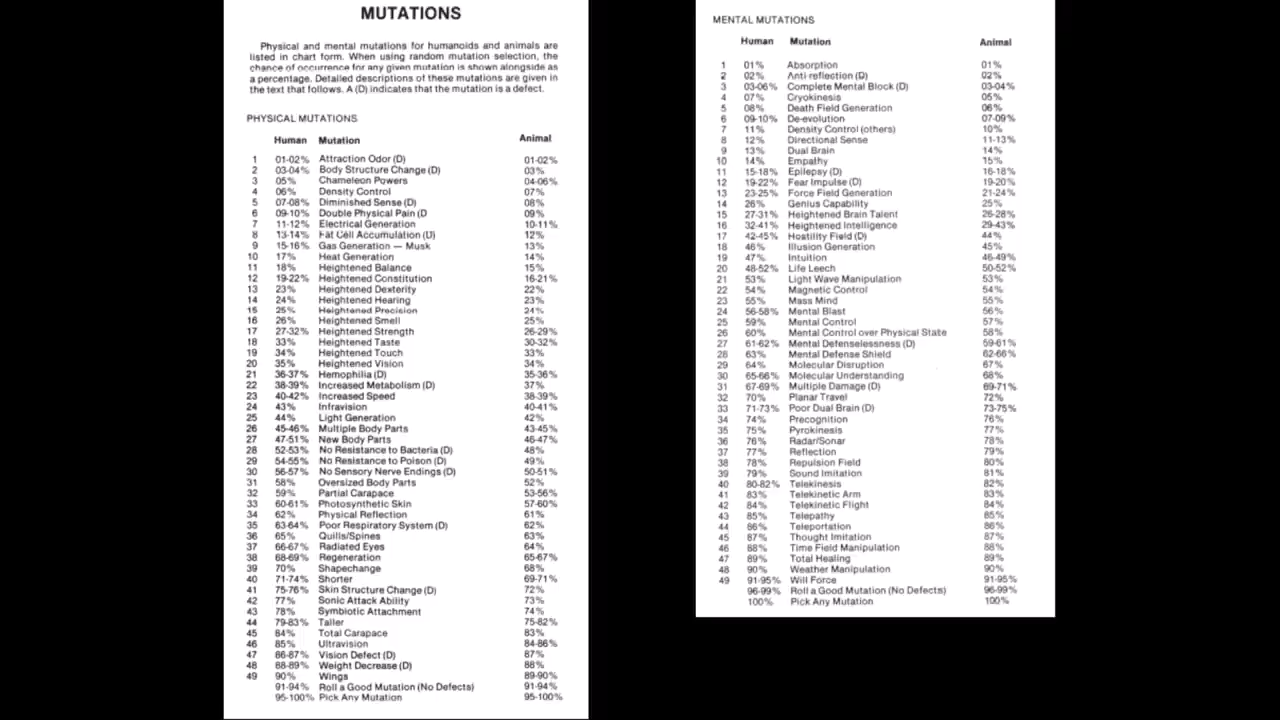 MUTATIONS
Physical and mental mutations for humanoids and animals are
listed in chart form. When using random mutation selection, the
chance of occurrence for any given mutation is shown alongside as
a percentage. Detailed descriptions of these mutations are given in
the text that follows. A (D) indicates that the mutation is a defect.
PHYSICAL MUTATIONS
Human Mutation Animal
1 01-02% Attraction Odor (D) 01-02%
2 03-04% Body Structure Change (D) 03%
3 05% Chameleon Powers 04-06%
4 06% Density Control 07%
5 07-08% Diminished Sense (D) 08%
6 09-10% Double Physical Pain (D 09%
7 11-12% Electrical Generation 10-11%
8 13-14% Fat Cell Accumulation (D) 12%
9 15-16% Gas Generation — Musk 13%
10 17% Heat Generation 14%
11 18% Heightened Balance 15%
12 19-22% Heightened Constitution 16-21%
13 23% Heightened Dexterity 22%
14 24% Heightened Hearing 23%
15 25% Heightened Precision 24%
16 26% Heightened Smell 25%
17 27-32% Heightened Strength 26-29%
18 33% Heightened Taste 30-32%
19 34% Heightened Touch 33%
20 35% Heightened Vision 34%
21 36-37% Hemophilia (D) 35-36%
22 38-39% Increased Metabolism (D) 37%
23 40-42% Increased Speed 38-39%
24 43% Infravision 40-41%
25 44% Light Generation 42%
26 45-46% Multiple Body Parts 43-45%
27 47-51% New Body Parts 46-47%
28 52-53% No Resistance to Bacteria (D) 48%
29 54-55% No Resistance to Poison (D) 49%
30 56-57% No Sensory Nerve Endings (D) 50-51%
31 58% Oversized Body Parts 52%
32 59% Partial Carapace 53-56%
33 60-61% Photosynthetic Skin 57-60%
34 62% Physical Reflection 61%
35 63-64% Poor Respiratory System (D) 62%
36 65% Quills/Spines 63%
37 66-67% Radiated Eyes 64%
38 68-69% Regeneration 65-67%
39 70% Shapechange 68%
40 71-74% Shorter 69-71%
41 75-76% Skin Structure Change (D) 72%
42 77% Sonic Attack Ability 73%
43 78% Symbiotic Attachment 74%
44 79-83% Taller 75-82%
45 84% Total Carapace 83%
46 85% Ultravision 84-86%
47 86-87% Vision Defect (D) 87%
48 88-89% Weight Decrease (D) 88%
49 90% Wings 89-90%
91-94% Roll a Good Mutation (No Defects) 91-94%
95-100% Pick Any Mutation 95-100%
MENTAL MUTATIONS
Human Mutation Animal
1 01% Absorption 01%
2 02% Anti-reflection (D) 02%
3 03-06% Complete Mental Block (D) 03-04%
4 07% Cryokinesis 05%
5 08% Death Field Generation 06%
6 09-10% De-evolution 07-09%
7 11% Density Control (others) 10%
8 12% Directional Sense 11-13%
9 13% Dual Brain 14%
10 14% Empathy 15%
11 15-18% Epilepsy (D) 16-18%
12 19-22% Fear Impulse (D) 19-20%
13 23-25% Force Field Generation 21-24%
14 26% Genius Capability 25%
15 27-31% Heightened Brain Talent 26-28%
16 32-41% Heightened Intelligence 29-43%
17 42-45% Hostility Field (D) 44%
18 46% Illusion Generation 45%
19 47% Intuition 46-49%
20 48-52% Life Leech 50-52%
21 53% Light Wave Manipulation 53%
22 54% Magnetic Control 54%
23 55% Mass Mind 55%
24 56-58% Mental Blast 56%
25 59% Mental Control 57%
26 60% Mental Control over Physical State 58%
27 61-62% Mental Defenselessness (D) 59-61%
28 63% Mental Defense Shield 62-66%
29 64% Molecular Disruption 67%
30 65-66% Molecular Understanding 68%
31 67-69% Multiple Damage (D) 69-71%
32 70% Planar Travel 72%
33 71-73% Poor Dual Brain (D) 73-75%
34 74% Precognition 76%
35 75% Pyrokinesis 77%
36 76% Radar/Sonar 78%
37 77% Reflection 79%
38 78% Repulsion Field 80%
39 79% Sound Imitation 81%
40 80-82% Telekinesis 82%
41 83% Telekinetic Arm 83%
42 84% Telekinetic Flight 84%
43 85% Telepathy 85%
44 86% Teleportation 86%
45 87% Thought Imitation 87%
46 88% Time Field Manipulation 88%
47 89% Total Healing 89%
48 90% Weather Manipulation 90%
49 91-95% Will Force 91-95%
96-99% Roll a Good Mutation (No Defects) 96-99%
100% Pick Any Mutation 100%